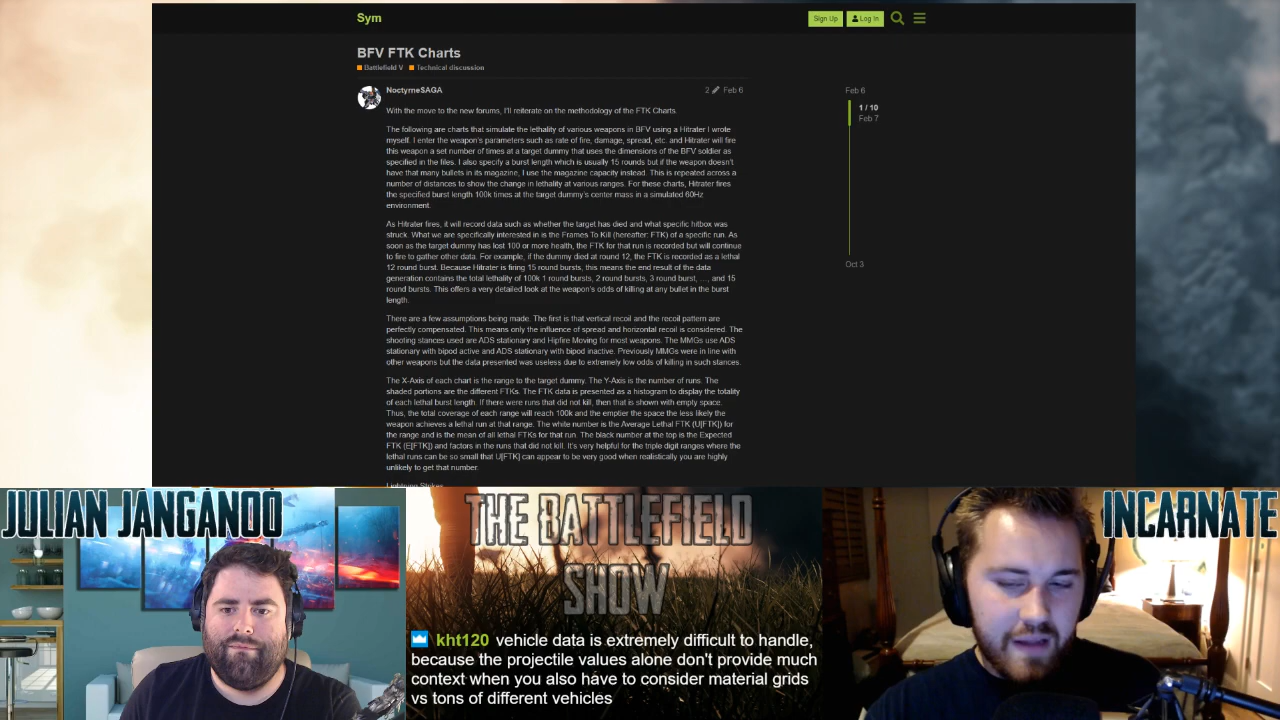 Sym
Sign Up
Log In
BFV FTK Charts
Battlefield V
Technical discussion
NoctyrneSAGA
2
Feb 6
With the move to the new forums, I'll reiterate on the methodology of the FTK Charts.
The following are charts that simulate the lethality of various weapons in BFV using a Hitrater I wrote
myself. I enter the weapon's parameters such as rate of fire, damage, spread, etc. and Hitrater will fire
this weapon a set number of times at a target dummy that uses the dimensions of the BFV soldier as
specified in the files. I also specify a burst length which is usually 15 rounds but if the weapon doesn't
have that many bullets in its magazine, I use the magazine capacity instead. This is repeated across a
number of distances to show the change in lethality at various ranges. For these charts, Hitrater fires
the specified burst length 100k times at the target dummy's center mass in a simulated 60Hz
environment.
As Hitrater fires, it will record data such as whether the target has died and what specific hitbox was
struck. What we are specifically interested in is the Frames To Kill (hereafter: FTK) of a specific run. As
soon as the target dummy has lost 100 or more health, the FTK for that run is recorded but will continue
to fire to gather other data. For example, if the dummy died at round 12, the FTK is recorded as a lethal
12 round burst. Because Hitrater is firing 15 round bursts, this means the end result of the data
generation contains the total lethality of 100k 1 round bursts, 2 round bursts, 3 round burst, ..., and 15
round bursts. This offers a very detailed look at the weapon's odds of killing at any bullet in the burst
length.
There are a few assumptions being made. The first is that vertical recoil and the recoil pattern are
perfectly compensated. This means only the influence of spread and horizontal recoil is considered. The
shooting stances used are ADS stationary and Hipfire Moving for most weapons. The MMGs use ADS
stationary with bipod active and ADS stationary with bipod inactive. Previously MMGs were in line with
other weapons but the data presented was useless due to extremely low odds of killing in such stances.
The X-Axis of each chart is the range to the target dummy. The Y-Axis is the number of runs. The
shaded portions are the different FTKs. The FTK data is presented as a histogram to display the totality
of each lethal burst length. If there were runs that did not kill, then that is shown with empty space.
Thus, the total coverage of each range will reach 100k and the emptier the space the less likely the
weapon achieves a lethal run at that range. The white number is the Average Lethal FTK (U[FTK]) for
the range and is the mean of all lethal FTKs for that run. The black number at the top is the Expected
FTK (E[FTK]) and factors in the runs that did not kill. It's very helpful for the triple digit ranges where the
lethal runs can be so small that U[FTK] can appear to be very good when realistically you are highly
unlikely to get that number.
Lightning Strikes
Feb 6
1 / 10
Feb 7
Oct 3
JULIAN JANGANOO
THE BATTLEFIELD
SHOW
INCARNATE
kht120 vehicle data is extremely difficult to handle,
because the projectile values alone don't provide much
context when you also have to consider material grids
vs tons of different vehicles